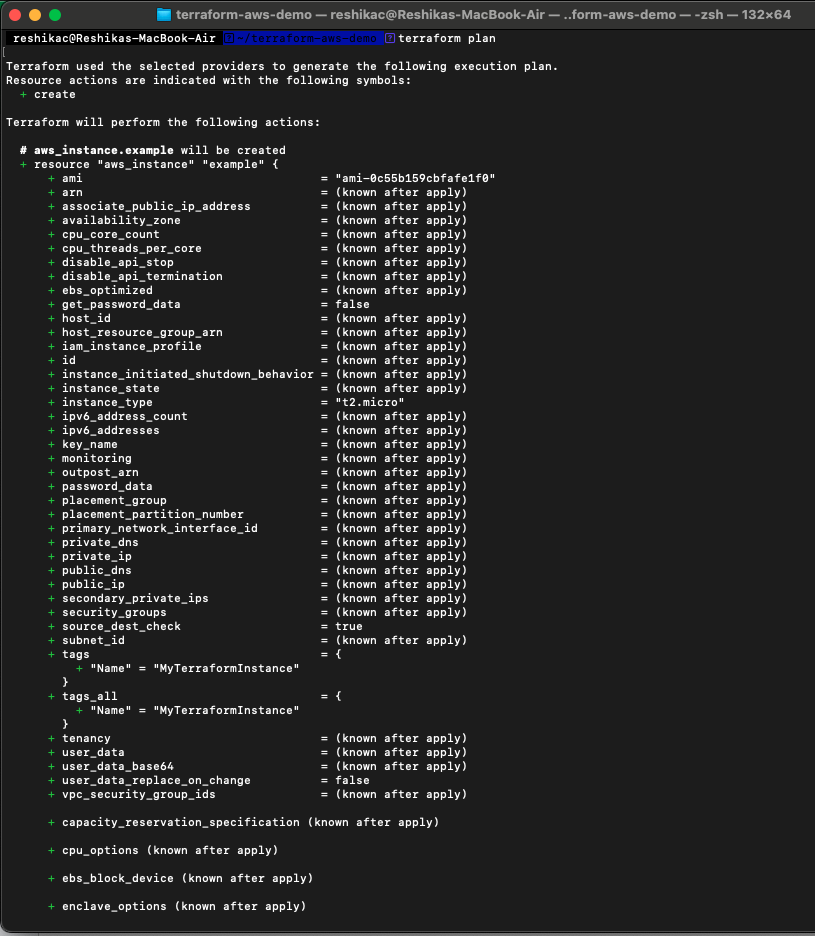 terraform-aws-demo — reshikac@Reshikas-MacBook-Air — ..form-aws-demo — -zsh — 132×64
reshikac@Reshikas-MacBook-Air ~/terraform-aws-demo terraform plan
Terraform used the selected providers to generate the following execution plan.
Resource actions are indicated with the following symbols:
+ create
Terraform will perform the following actions:
# aws_instance.example will be created
+ resource "aws_instance" "example" {
+ ami = "ami-0c55b159cbfafe1f0"
+ arn = (known after apply)
+ associate_public_ip_address = (known after apply)
+ availability_zone = (known after apply)
+ cpu_core_count = (known after apply)
+ cpu_threads_per_core = (known after apply)
+ disable_api_stop = (known after apply)
+ disable_api_termination = (known after apply)
+ ebs_optimized = (known after apply)
+ get_password_data = false
+ host_id = (known after apply)
+ host_resource_group_arn = (known after apply)
+ iam_instance_profile = (known after apply)
+ id = (known after apply)
+ instance_initiated_shutdown_behavior = (known after apply)
+ instance_state = (known after apply)
+ instance_type = "t2.micro"
+ ipv6_address_count = (known after apply)
+ ipv6_addresses = (known after apply)
+ key_name = (known after apply)
+ monitoring = (known after apply)
+ outpost_arn = (known after apply)
+ password_data = (known after apply)
+ placement_group = (known after apply)
+ placement_partition_number = (known after apply)
+ primary_network_interface_id = (known after apply)
+ private_dns = (known after apply)
+ private_ip = (known after apply)
+ public_dns = (known after apply)
+ public_ip = (known after apply)
+ secondary_private_ips = (known after apply)
+ security_groups = (known after apply)
+ source_dest_check = true
+ subnet_id = (known after apply)
+ tags = {
+ "Name" = "MyTerraformInstance"
}
+ tags_all = {
+ "Name" = "MyTerraformInstance"
}
+ tenancy = (known after apply)
+ user_data = (known after apply)
+ user_data_base64 = (known after apply)
+ user_data_replace_on_change = false
+ vpc_security_group_ids = (known after apply)
+ capacity_reservation_specification (known after apply)
+ cpu_options (known after apply)
+ ebs_block_device (known after apply)
+ enclave_options (known after apply)